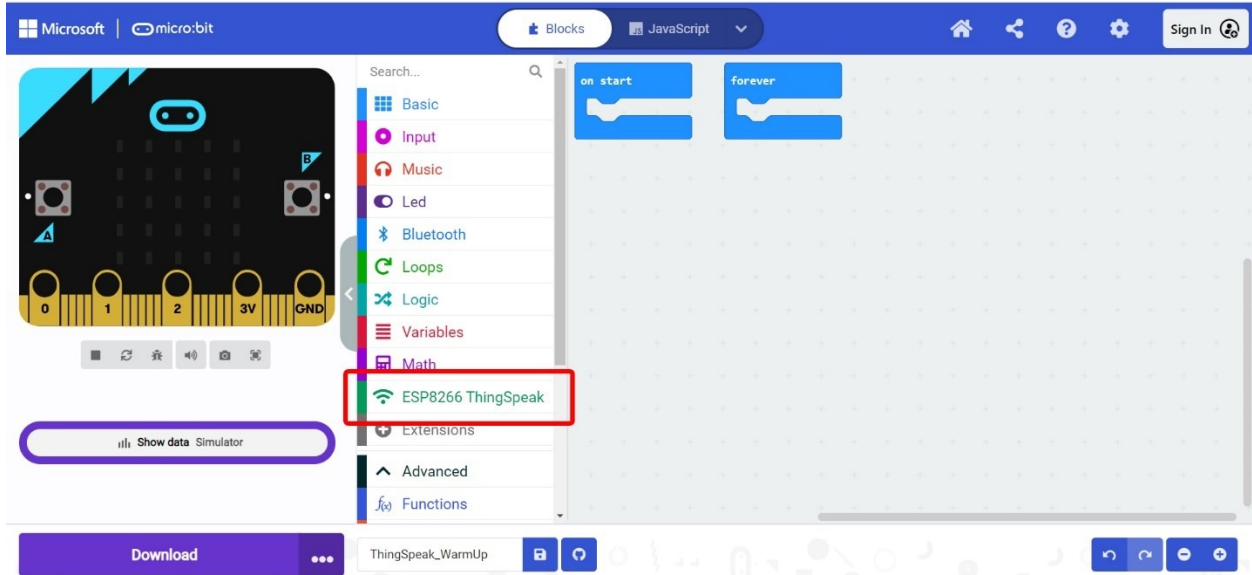 Microsoft micro:bit
Blocks
JS JavaScript
Sign In
Search...
Basic
Input
Music
Led
Bluetooth
Loops
Logic
Variables
Math
ESP8266 ThingSpeak
Extensions
Advanced
f(x) Functions
on start
forever
B
A
0 1 2 3V GND
Show data Simulator
Download
ThingSpeak_WarmUp